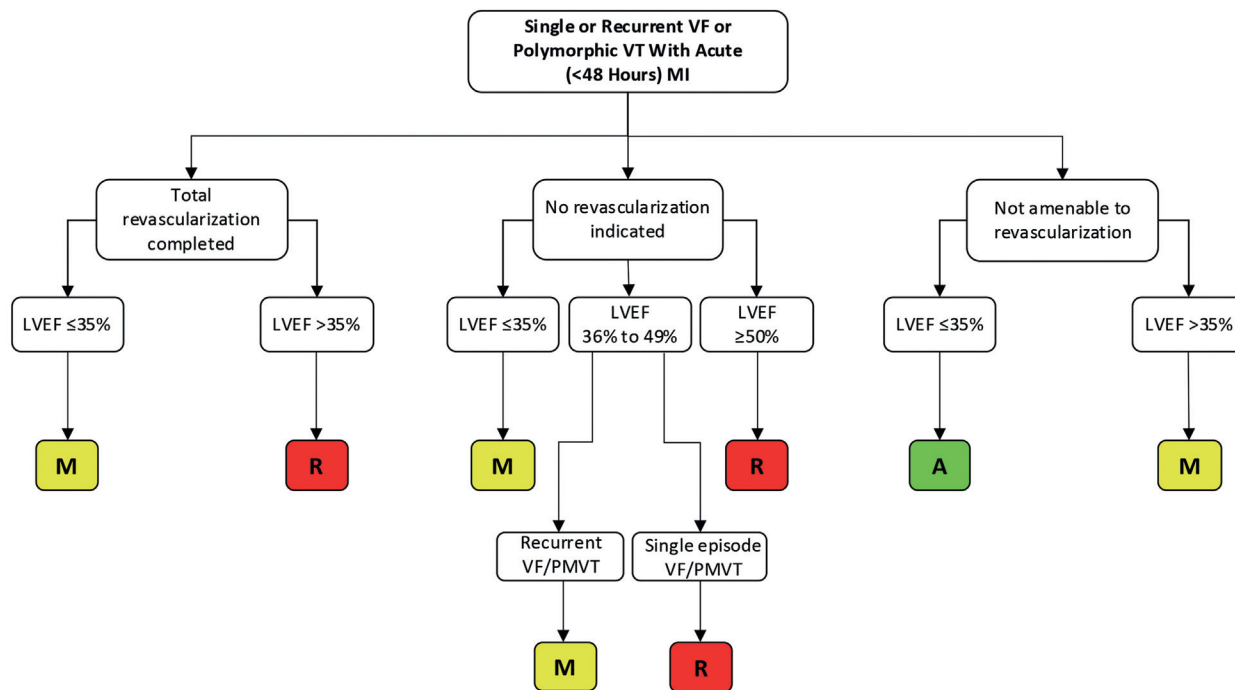 Single or Recurrent VF or
Polymorphic VT With Acute
(<48 Hours) MI
Total
revascularization
completed
No revascularization
indicated
Not amenable to
revascularization
LVEF ≤35%
LVEF >35%
LVEF ≤35%
LVEF
36% to 49%
LVEF
≥50%
LVEF ≤35%
LVEF >35%
M
R
M
R
A
M
Recurrent
VF/PMVT
Single episode
VF/PMVT
M
R